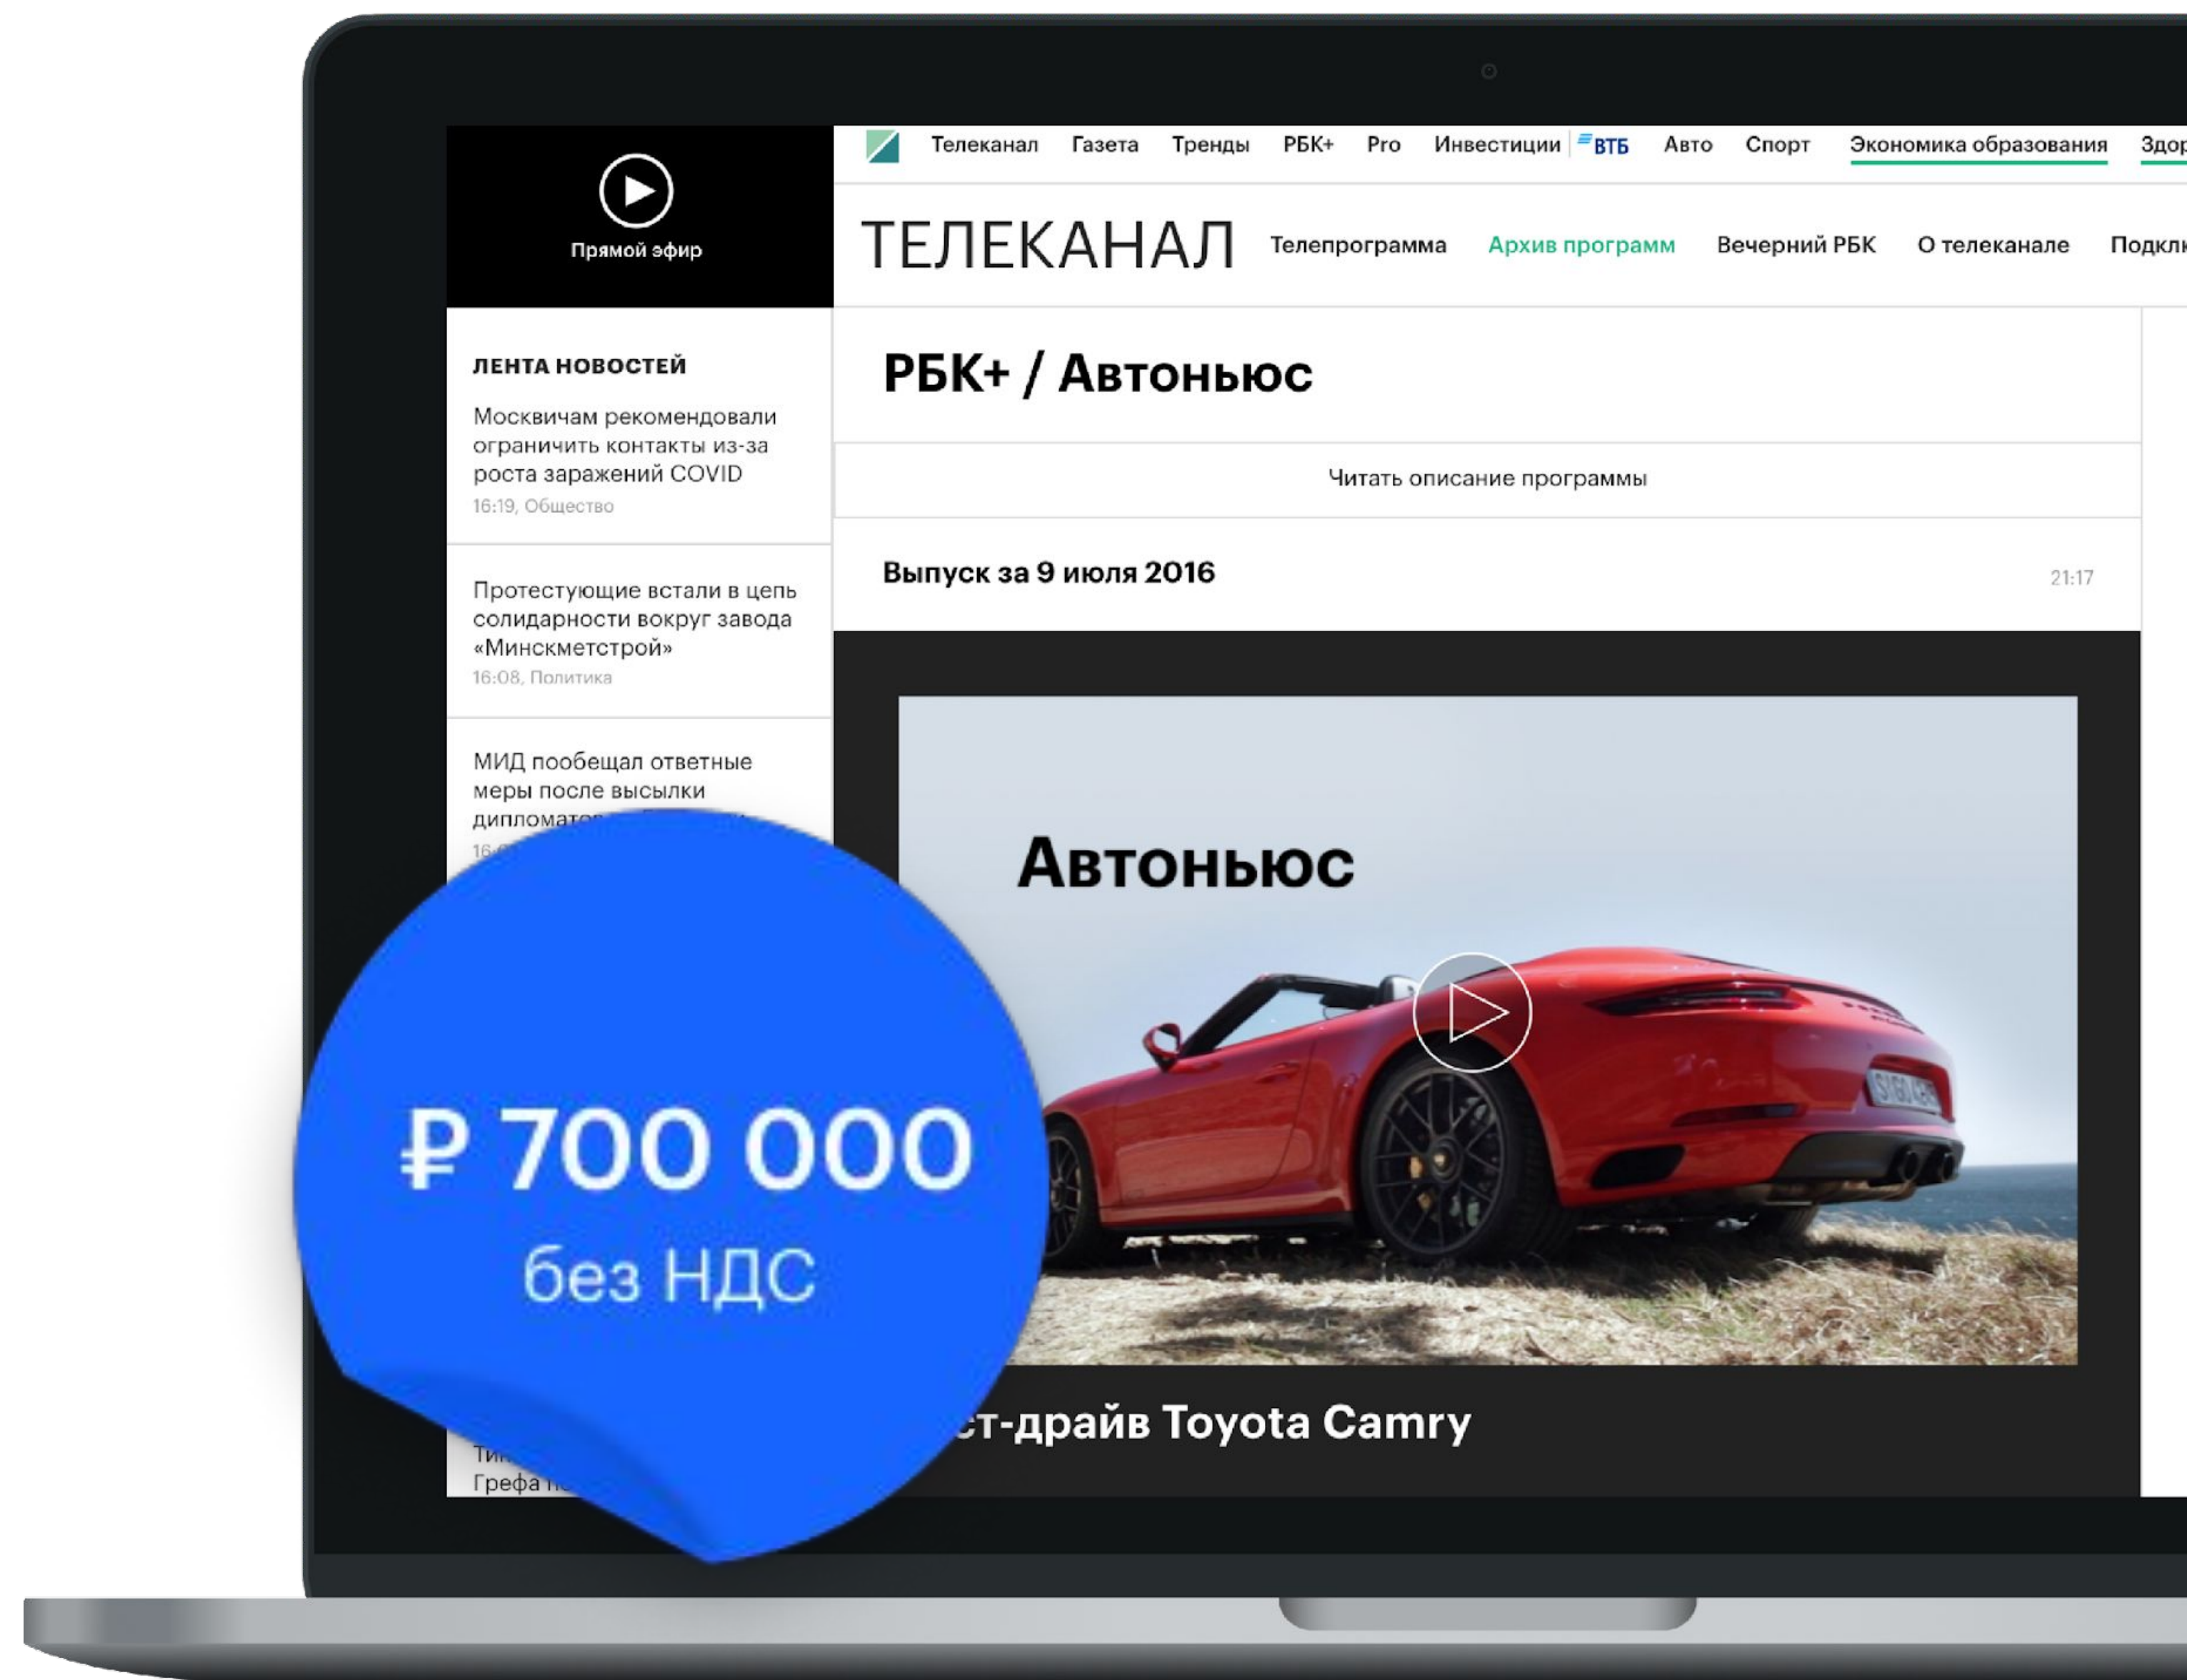 Телеканал Газета Тренды РБК+ Pro Инвестиции ВТБ Авто Спорт Экономика образования
Прямой эфир
ТЕЛЕКАНАЛ Телепрограмма Архив программ Вечерний РБК О телеканале
ЛЕНТА НОВОСТЕЙ
Москвичам рекомендовали
ограничить контакты из-за
роста заражений COVID
16:19, Общество
Протестующие встали в цепь
солидарности вокруг завода
«Минскметстрой»
16:08, Политика
МИД пообещал ответные
меры после высылки
Грефа
РБК+ / Автоньюс
Читать описание программы
Выпуск за 9 июля 2016
21:17
Автоньюс
ст-драйв Toyota Camry
₽ 700 000
без НДС